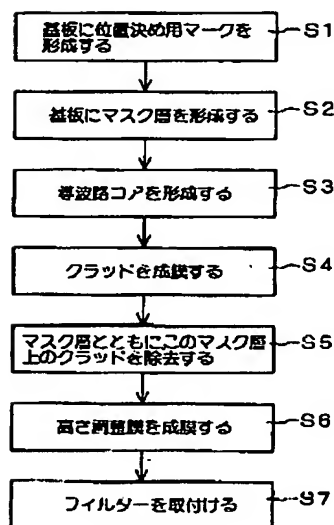 基板に位置決め用マークを
形成する
S1
基板にマスク層を形成する
S2
導波路コアを形成する
S3
クラッドを成膜する
S4
マスク層とともにこのマスク層
上のクラッドを除去する
S5
高さ調整膜を成膜する
S6
フィルターを取付ける
S7